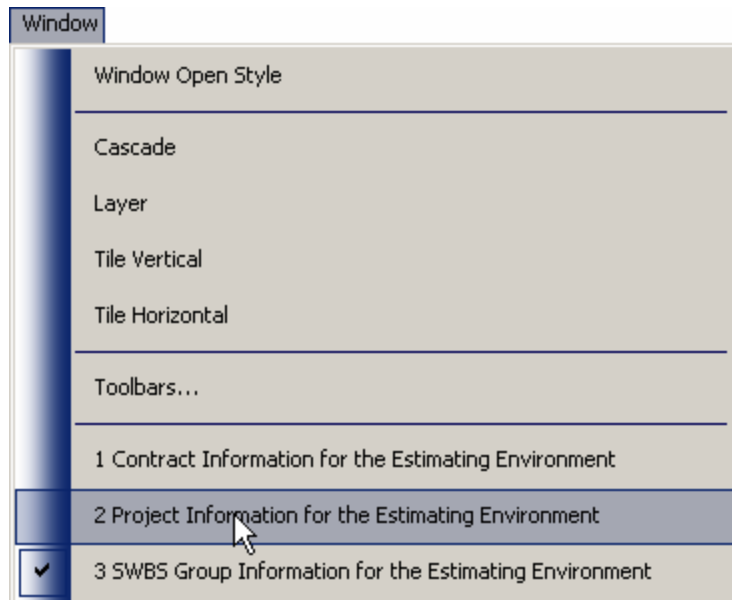 Window
Window Open Style
Cascade
Layer
Tile Vertical
Tile Horizontal
Toolbars...
1 Contract Information for the Estimating Environment
2 Project Information for the Estimating Environment
3 SWBS Group Information for the Estimating Environment